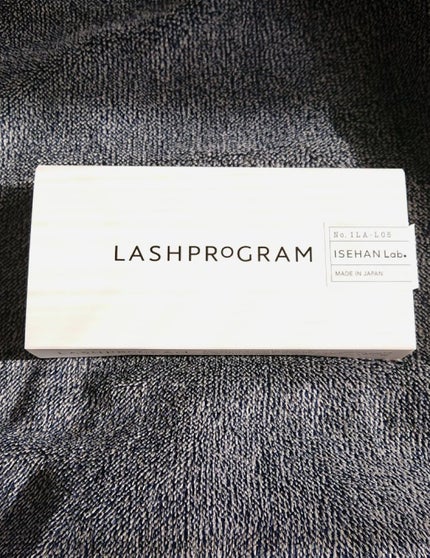 LASHPROGRAM
No. ILA-L05
ISEHAN Lab.
MADE IN JAPAN